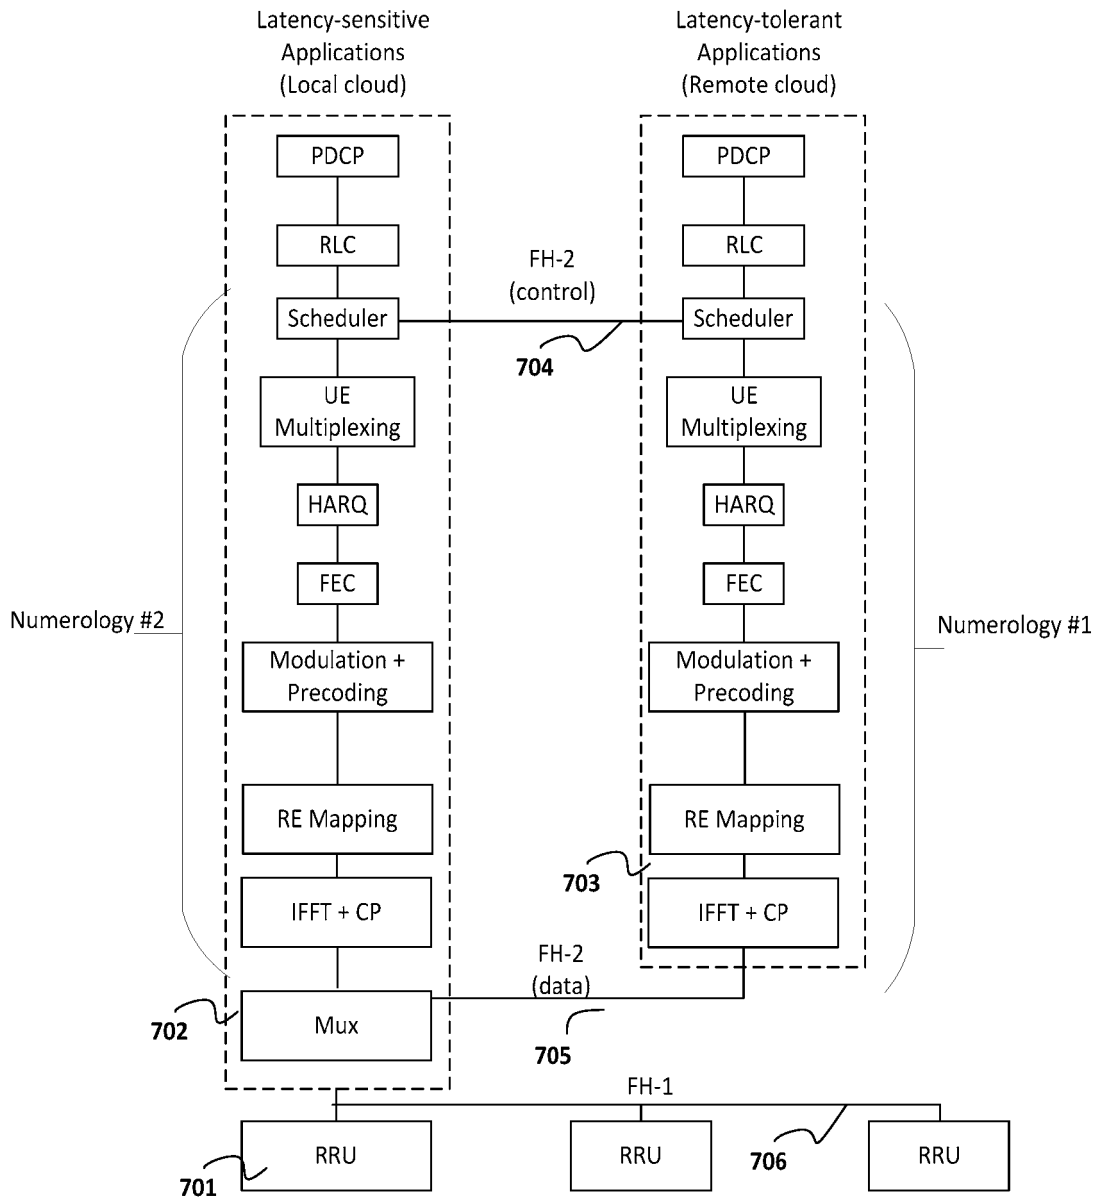 Latency-sensitive
Applications
(Local cloud)
Latency-tolerant
Applications
(Remote cloud)
PDCP
PDCP
RLC
RLC
FH-2
(control)
Scheduler
Scheduler
704
UE
Multiplexing
UE
Multiplexing
HARQ
HARQ
FEC
FEC
Numerology #2
Numerology #1
Modulation +
Precoding
Modulation +
Precoding
RE Mapping
RE Mapping
703
IFFT + CP
IFFT + CP
FH-2
(data)
702
Mux
705
FH-1
RRU
RRU
RRU
701
706